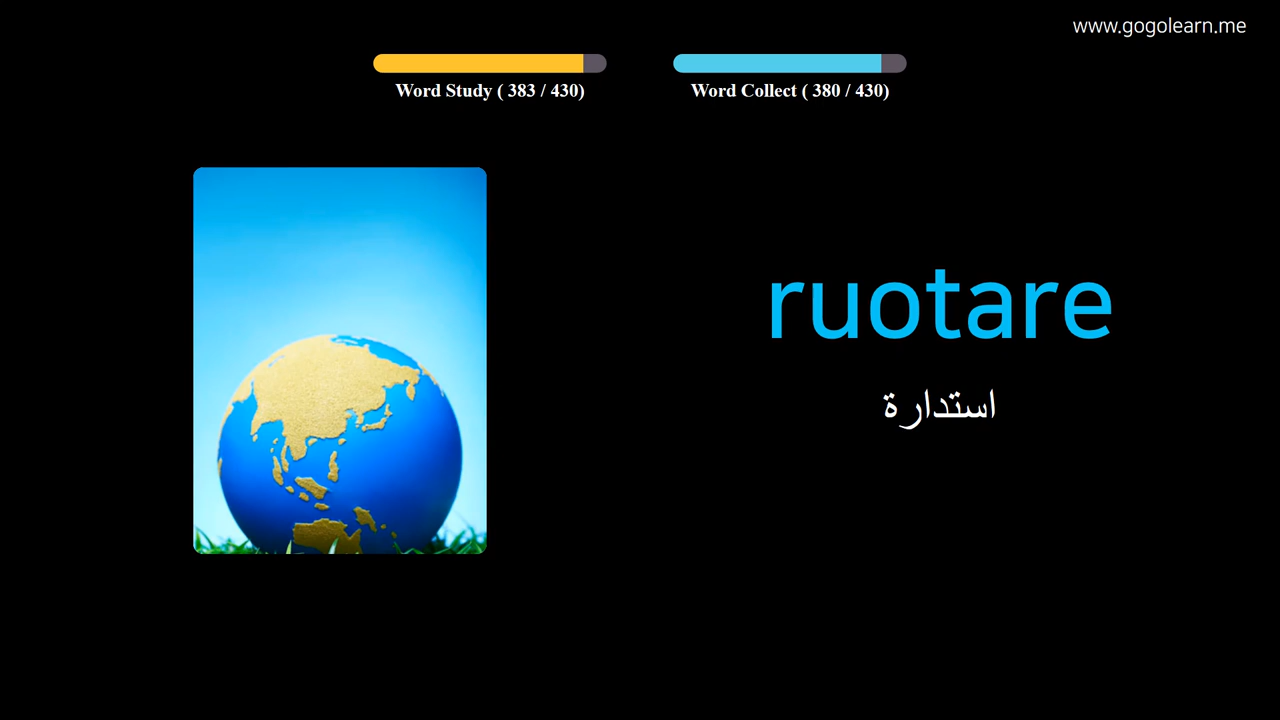 www.gogolearn.me
Word Study ( 383 / 430)
Word Collect ( 380 / 430)
ruotare
استدارة